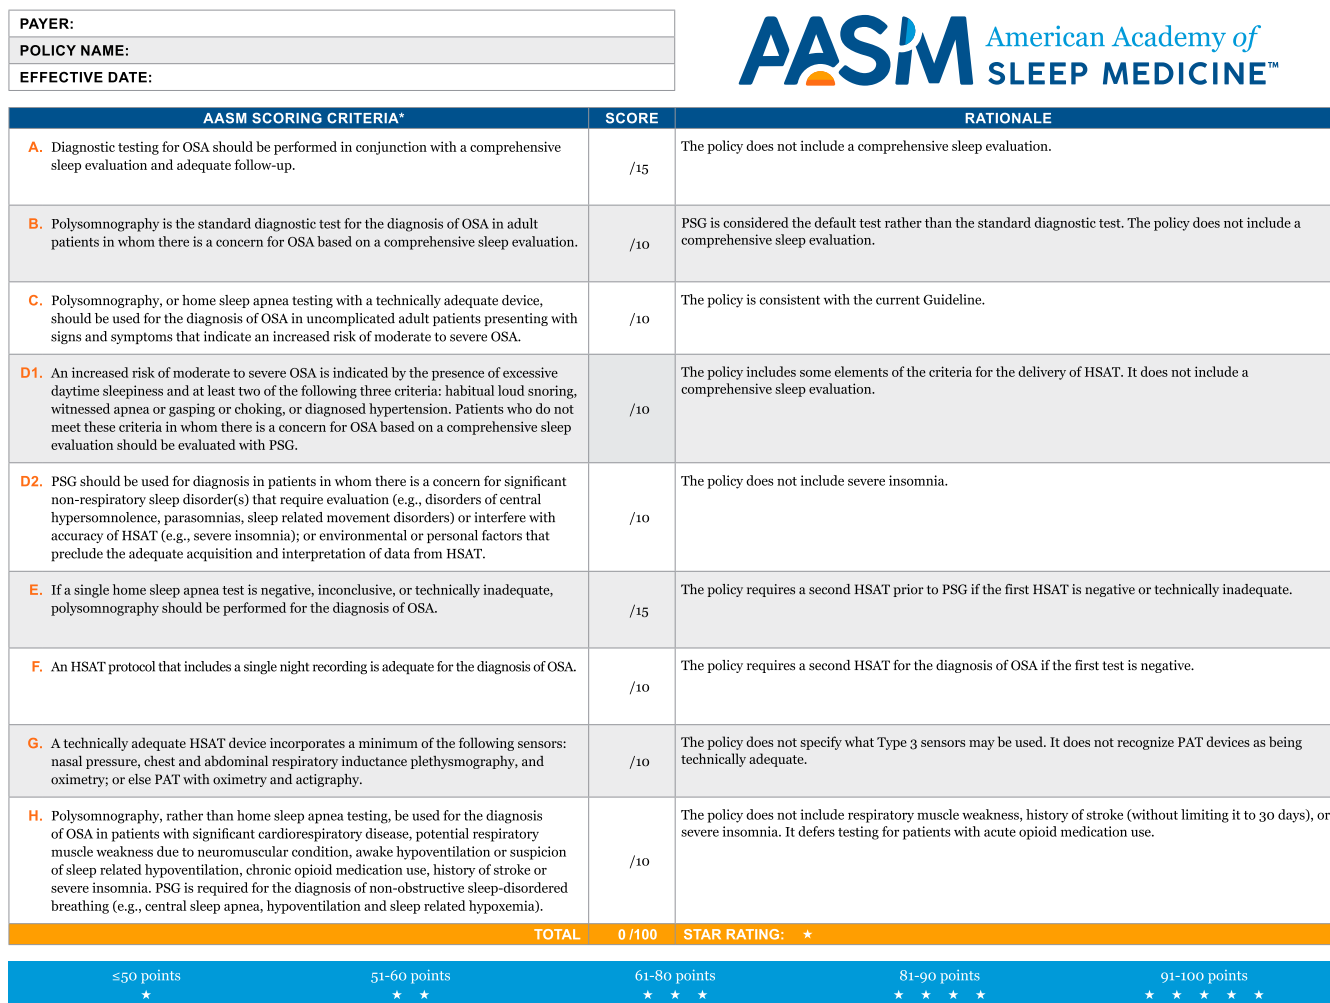 PAYER:
POLICY NAME:
EFFECTIVE DATE:
AASM American Academy of
SLEEP MEDICINE™
AASM SCORING CRITERIA* SCORE RATIONALE
A. Diagnostic testing for OSA should be performed in conjunction with a comprehensive
sleep evaluation and adequate follow-up.
/15
The policy does not include a comprehensive sleep evaluation.
B. Polysomnography is the standard diagnostic test for the diagnosis of OSA in adult
patients in whom there is a concern for OSA based on a comprehensive sleep evaluation.
/10
PSG is considered the default test rather than the standard diagnostic test. The policy does not include a
comprehensive sleep evaluation.
C. Polysomnography, or home sleep apnea testing with a technically adequate device,
should be used for the diagnosis of OSA in uncomplicated adult patients presenting with
signs and symptoms that indicate an increased risk of moderate to severe OSA.
/10
The policy is consistent with the current Guideline.
D1. An increased risk of moderate to severe OSA is indicated by the presence of excessive
daytime sleepiness and at least two of the following three criteria: habitual loud snoring,
witnessed apnea or gasping or choking, or diagnosed hypertension. Patients who do not
meet these criteria in whom there is a concern for OSA based on a comprehensive sleep
evaluation should be evaluated with PSG.
/10
The policy includes some elements of the criteria for the delivery of HSAT. It does not include a
comprehensive sleep evaluation.
D2. PSG should be used for diagnosis in patients in whom there is a concern for significant
non-respiratory sleep disorder(s) that require evaluation (e.g., disorders of central
hypersomnolence, parasomnias, sleep related movement disorders) or interfere with
accuracy of HSAT (e.g., severe insomnia); or environmental or personal factors that
preclude the adequate acquisition and interpretation of data from HSAT.
/10
The policy does not include severe insomnia.
E. If a single home sleep apnea test is negative, inconclusive, or technically inadequate,
polysomnography should be performed for the diagnosis of OSA.
/15
The policy requires a second HSAT prior to PSG if the first HSAT is negative or technically inadequate.
F. An HSAT protocol that includes a single night recording is adequate for the diagnosis of OSA.
/10
The policy requires a second HSAT for the diagnosis of OSA if the first test is negative.
G. A technically adequate HSAT device incorporates a minimum of the following sensors:
nasal pressure, chest and abdominal respiratory inductance plethysmography, and
oximetry; or else PAT with oximetry and actigraphy.
/10
The policy does not specify what Type 3 sensors may be used. It does not recognize PAT devices as being
technically adequate.
H. Polysomnography, rather than home sleep apnea testing, be used for the diagnosis
of OSA in patients with significant cardiorespiratory disease, potential respiratory
muscle weakness due to neuromuscular condition, awake hypoventilation or suspicion
of sleep related hypoventilation, chronic opioid medication use, history of stroke or
severe insomnia. PSG is required for the diagnosis of non-obstructive sleep-disordered
breathing (e.g., central sleep apnea, hypoventilation and sleep related hypoxemia).
/10
The policy does not include respiratory muscle weakness, history of stroke (without limiting it to 30 days), or
severe insomnia. It defers testing for patients with acute opioid medication use.
TOTAL 0 /100 STAR RATING: ★
≤50 points 51-60 points 61-80 points 81-90 points 91-100 points
★ ★ ★ ★ ★ ★ ★ ★ ★ ★ ★ ★ ★ ★ ★